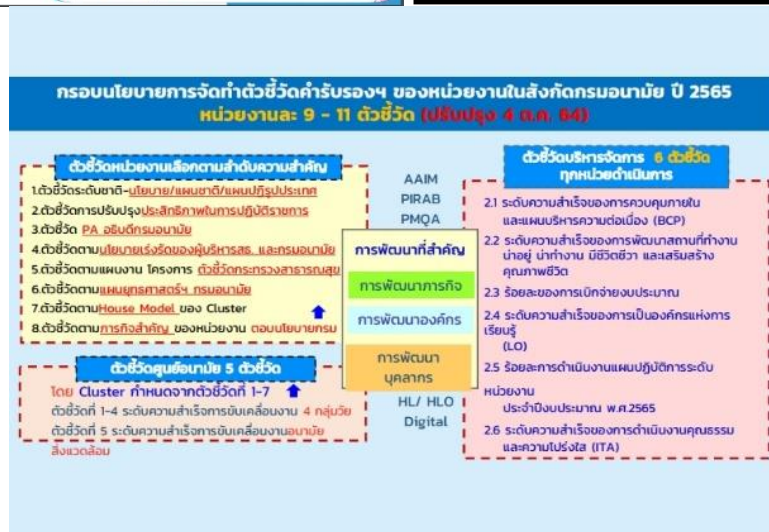 กรอบนโยบายการจัดทำตัวชี้วัดคำรับรองฯ ของหน่วยงานในสังกัดกรมอนามัย ปี 2565
หน่วยงานละ 9 - 11 ตัวชี้วัด (ปรับปรุง 4 ต.ค. 64)
ตัวชี้วัดหน่วยงานเลือกตามลำดับความสำคัญ
1.ตัวชี้วัดระดับชาติ-นโยบาย/แผนชาติ/แผนปฏิรูปประเทศ
2.ตัวชี้วัดการปรับปรุงประสิทธิภาพในการปฏิบัติราชการ
3.ตัวชี้วัด PA อธิบดีกรมอนามัย
4.ตัวชี้วัดตามนโยบายเร่งรัดของผู้บริหารสธ. และกรมอนามัย
5.ตัวชี้วัดตามแผนงาน โครงการ ตัวชี้วัดกระทรวงสาธารณสุข
6.ตัวชี้วัดตามแผนยุทธศาสตร์ฯ กรมอนามัย
7.ตัวชี้วัดตามHouse Model ของ Cluster
8.ตัวชี้วัดตามภารกิจสำคัญ ของหน่วยงาน ตอบนโยบายกรม
ตัวชี้วัดศูนย์อนามัย 5 ตัวชี้วัด
โดย Cluster กำหนดจากตัวชี้วัดที่ 1-7
ตัวชี้วัดที่ 1-4 ระดับความสำเร็จการขับเคลื่อนงาน 4 กลุ่มวัย
ตัวชี้วัดที่ 5 ระดับความสำเร็จการขับเคลื่อนงานอนามัย
สิ่งแวดล้อม
AAIM
PIRAB
PMQA
การพัฒนาที่สำคัญ
การพัฒนาภารกิจ
การพัฒนาองค์กร
การพัฒนา
บุคลากร
HL/ HLO
Digital
ตัวชี้วัดบริหารจัดการ 6 ตัวชี้วัด
ทุกหน่วยดำเนินการ
2.1 ระดับความสำเร็จของการควบคุมภายใน
และแผนบริหารความต่อเนื่อง (BCP)
2.2 ระดับความสำเร็จของการพัฒนาสถานที่ทำงาน
น่าอยู่ น่าทำงาน มีชีวิตชีวา และเสริมสร้าง
คุณภาพชีวิต
2.3 ร้อยละของการเบิกจ่ายงบประมาณ
2.4 ระดับความสำเร็จของการเป็นองค์กรแห่งการ
เรียนรู้
(LO)
2.5 ร้อยละการดำเนินงานแผนปฏิบัติการระดับ
หน่วยงาน
ประจำปีงบประมาณ พ.ศ.2565
2.6 ระดับความสำเร็จของการดำเนินงานคุณธรรม
และความโปร่งใส (ITA)